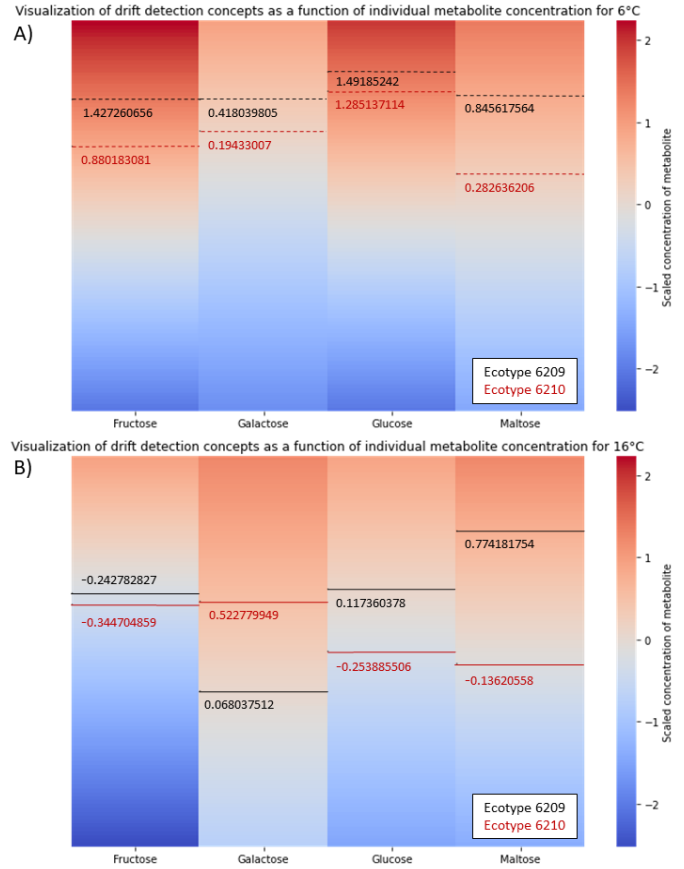 Visualization of drift detection concepts as a function of individual metabolite concentration for 6°C
A)
1.427260656
0.418039805
1.49185242
0.845617564
0.880183081
0.19433007
1.285137114
0.282636206
Ecotype 6209
Ecotype 6210
Fructose
Galactose
Glucose
Maltose
2
1
0
−1
−2
Scaled concentration of metabolite
Visualization of drift detection concepts as a function of individual metabolite concentration for 16°C
B)
−0.242782827
0.068037512
0.117360378
0.774181754
−0.344704859
0.522779949
−0.253885506
−0.13620558
Ecotype 6209
Ecotype 6210
Fructose
Galactose
Glucose
Maltose
2
1
0
−1
−2
Scaled concentration of metabolite